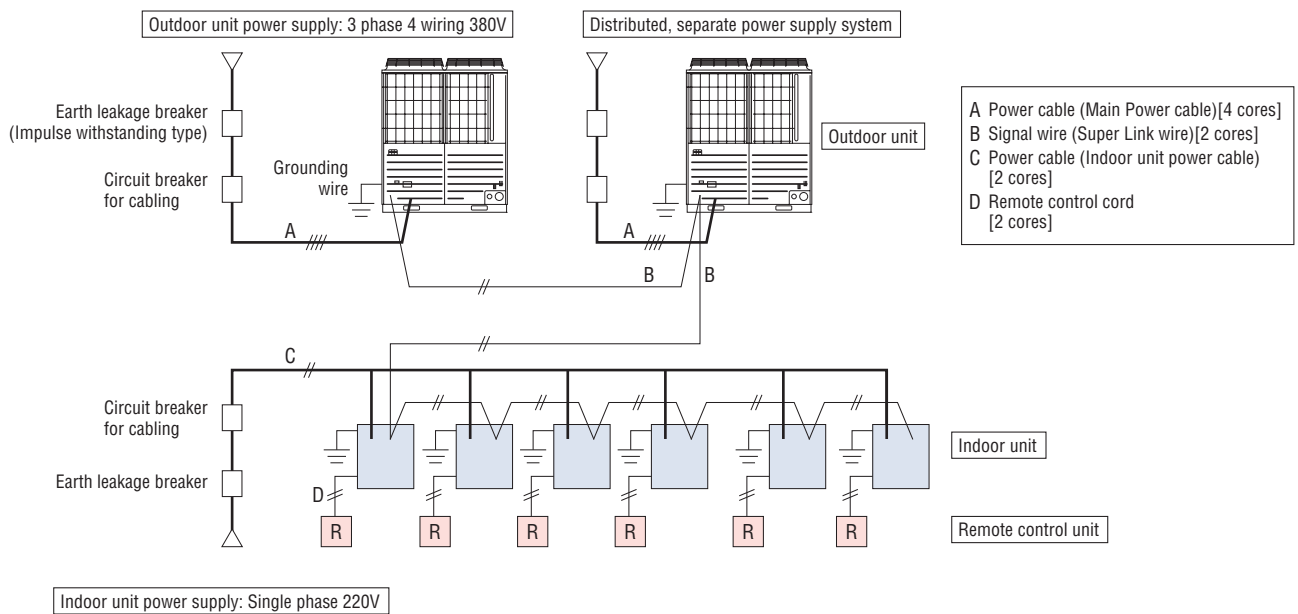 Outdoor unit power supply: 3 phase 4 wiring 380V
Distributed, separate power supply system
Earth leakage breaker
(Impulse withstanding type)
Circuit breaker
for cabling
Grounding
wire
Outdoor unit
A Power cable (Main Power cable)[4 cores]
B Signal wire (Super Link wire)[2 cores]
C Power cable (Indoor unit power cable)
[2 cores]
D Remote control cord
[2 cores]
A
A
B
B
C
Circuit breaker
for cabling
Earth leakage breaker
Indoor unit
D
R
R
R
R
R
R
Remote control unit
Indoor unit power supply: Single phase 220V